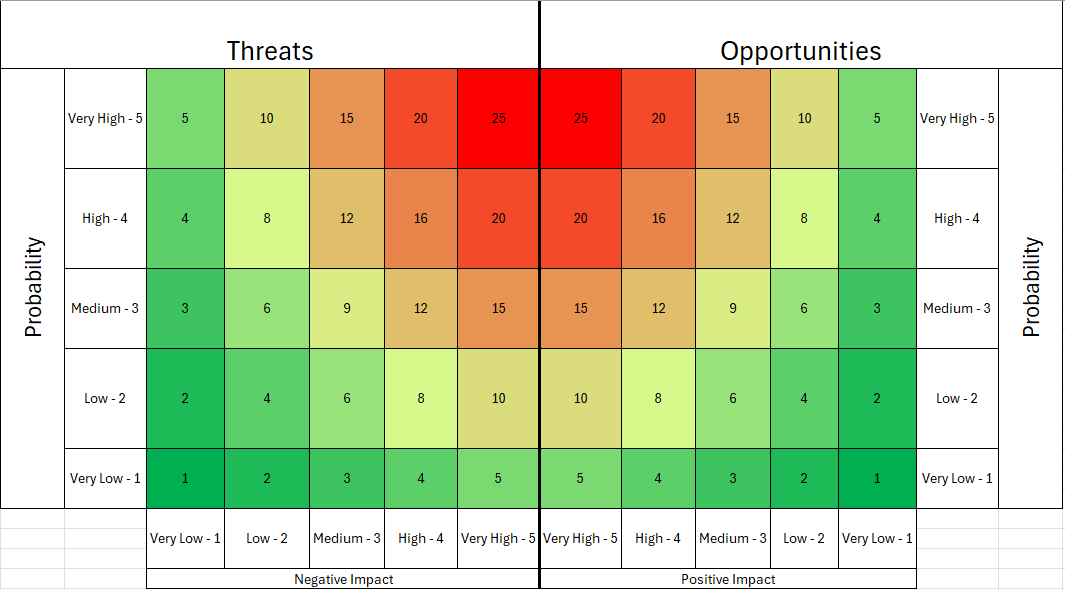 Threats Opportunities
Very High - 5 5 10 15 20 25 25 20 15 10 5 Very High - 5
High - 4 4 8 12 16 20 20 16 12 8 4 High - 4
Probability Probability
Medium - 3 3 6 9 12 15 15 12 9 6 3 Medium - 3
Low - 2 2 4 6 8 10 10 8 6 4 2 Low - 2
Very Low - 1 1 2 3 4 5 5 4 3 2 1 Very Low - 1
Very Low - 1 Low - 2 Medium - 3 High - 4 Very High - 5 Very High - 5 High - 4 Medium - 3 Low - 2 Very Low - 1
Negative Impact Positive Impact